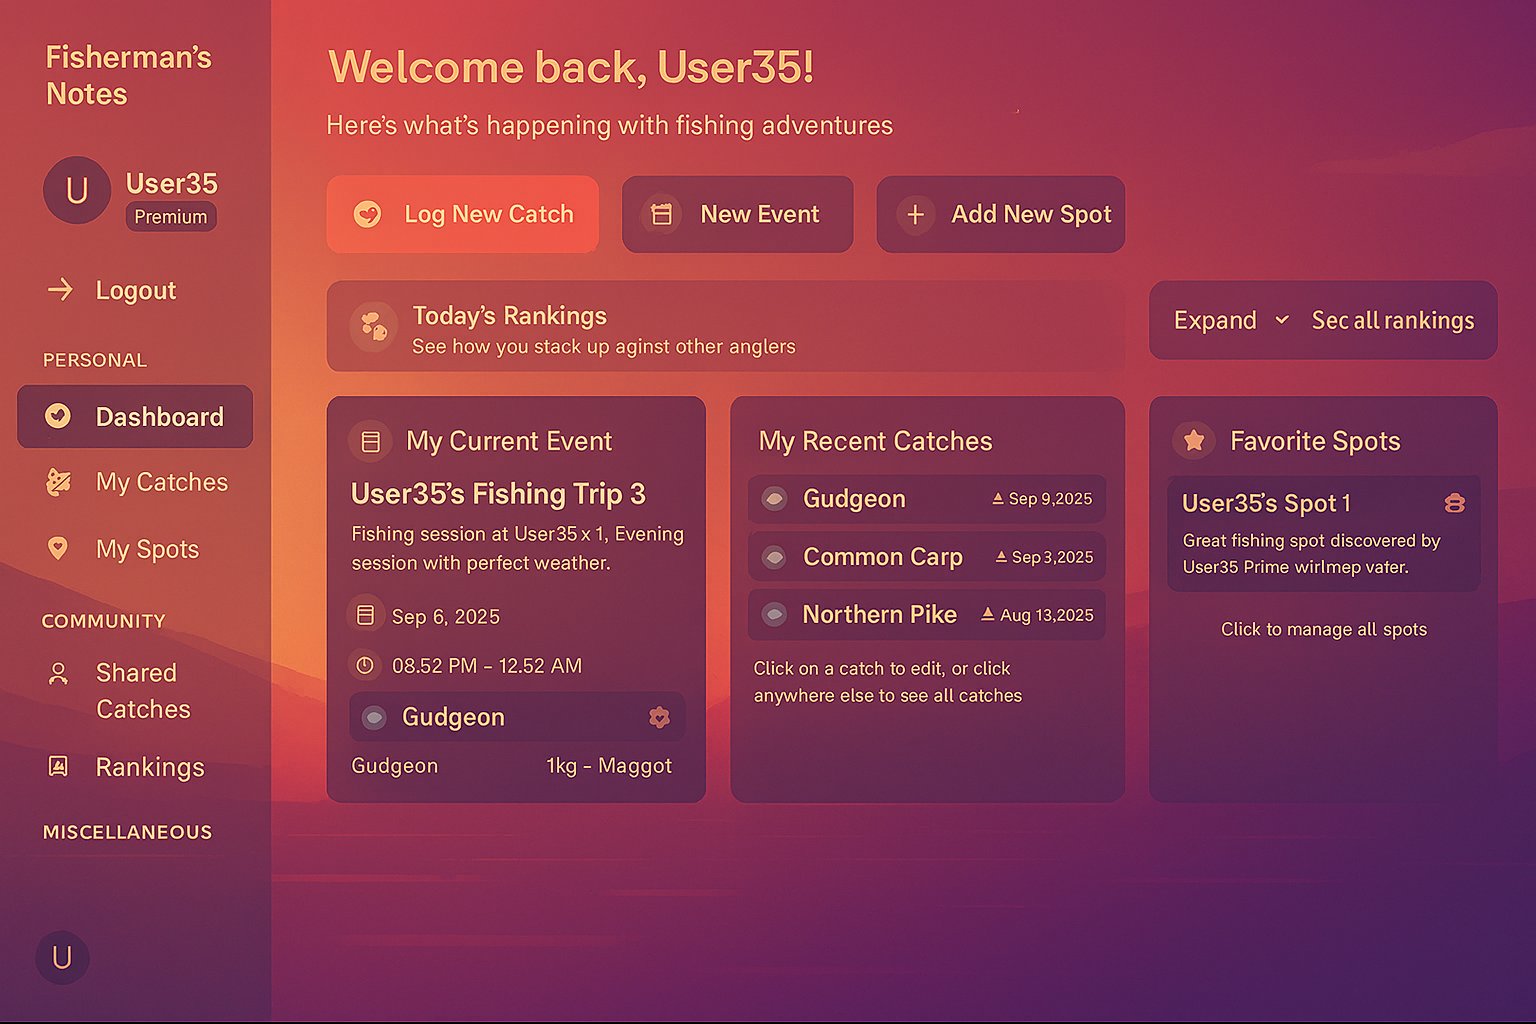 Fisherman's
Notes
U
User35
Premium
Logout
PERSONAL
Dashboard
My Catches
My Spots
COMMUNITY
Shared
Catches
Rankings
MISCELLANEOUS
U
Welcome back, User35!
Here's what's happening with fishing adventures
Log New Catch
New Event
Add New Spot
Today's Rankings
See how you stack up aginst other anglers
Expand
Sec all rankings
My Current Event
User35's Fishing Trip 3
Fishing session at User35 x 1, Evening
session with perfect weather.
Sep 6, 2025
08.52 PM – 12.52 AM
Gudgeon
Gudgeon 1kg – Maggot
My Recent Catches
Gudgeon Sep 9,2025
Common Carp Sep 3,2025
Northern Pike Aug 13,2025
Click on a catch to edit, or click
anywhere else to see all catches
Favorite Spots
User35's Spot 1
Great fishing spot discovered by
User35 Prime wirlmep vater.
Click to manage all spots